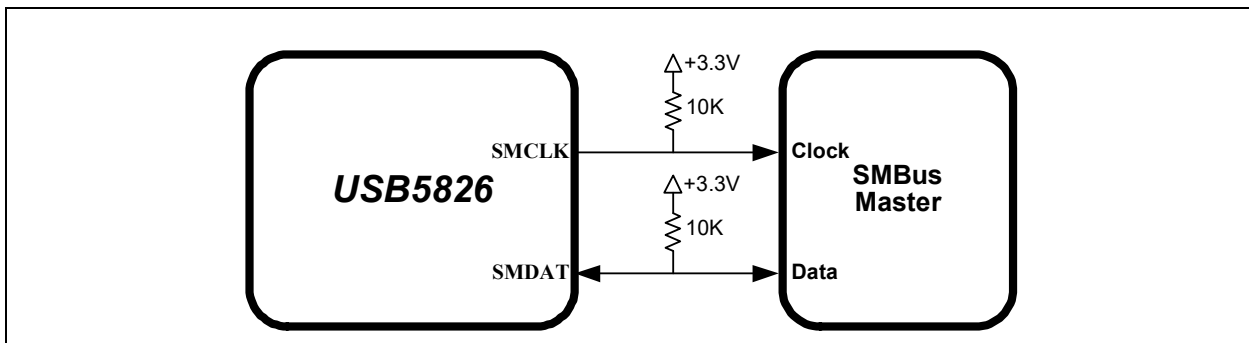 +3.3V
10K
SMCLK
Clock
USB5826
SMBus
Master
+3.3V
10K
SMDAT
Data